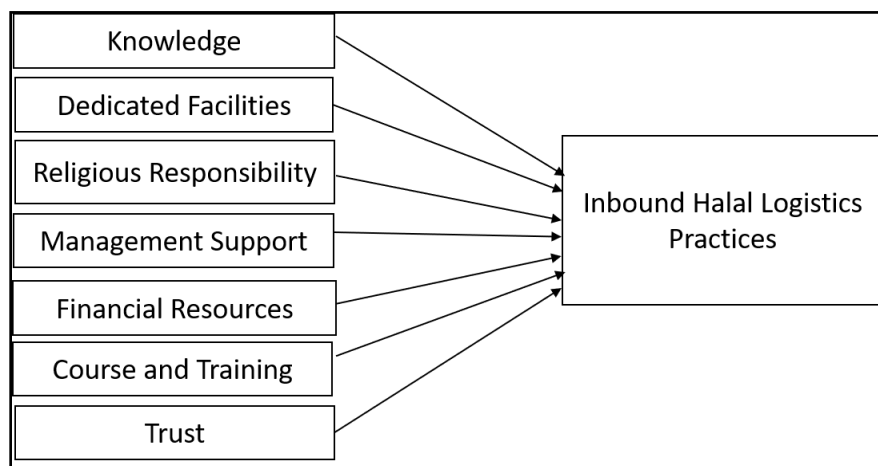 Knowledge
Dedicated Facilities
Religious Responsibility
Management Support
Financial Resources
Course and Training
Trust
Inbound Halal Logistics
Practices